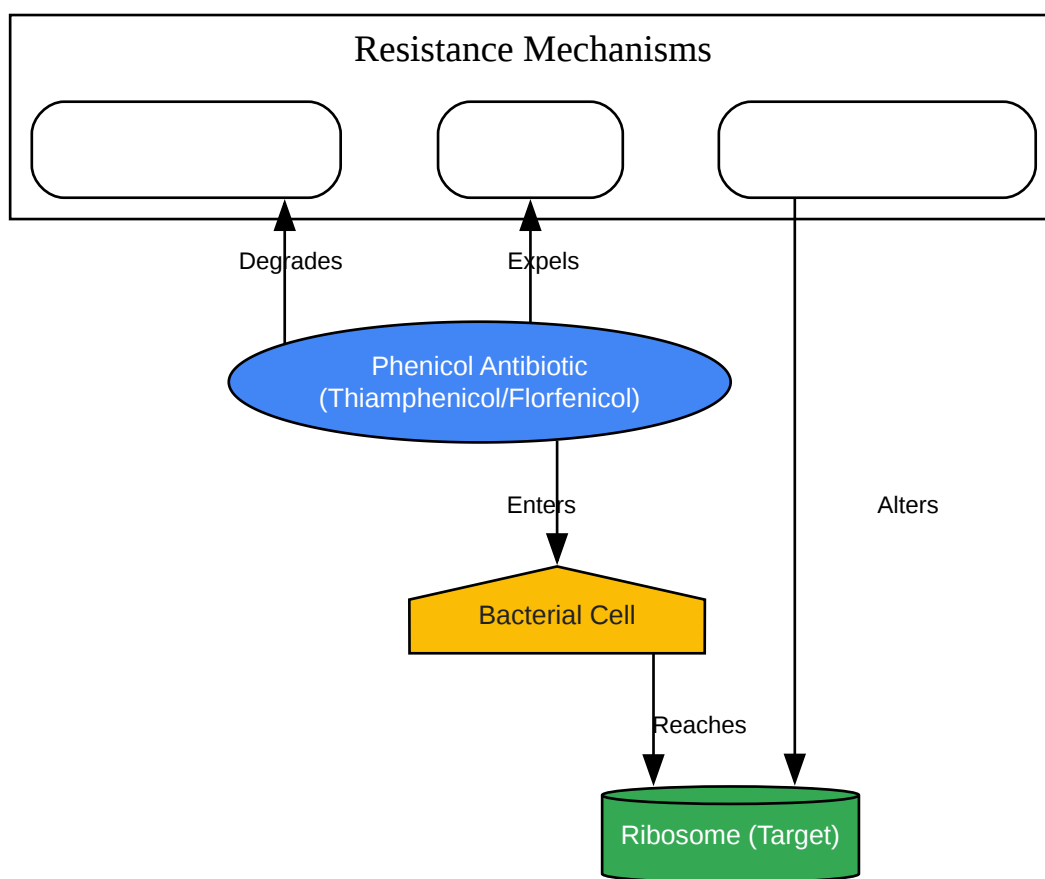 Resistance Mechanisms
Degrades
Expels
Phenicol Antibiotic
(Thiamphenicol/Florfenicol)
Enters
Alters
Bacterial Cell
Reaches
Ribosome (Target)